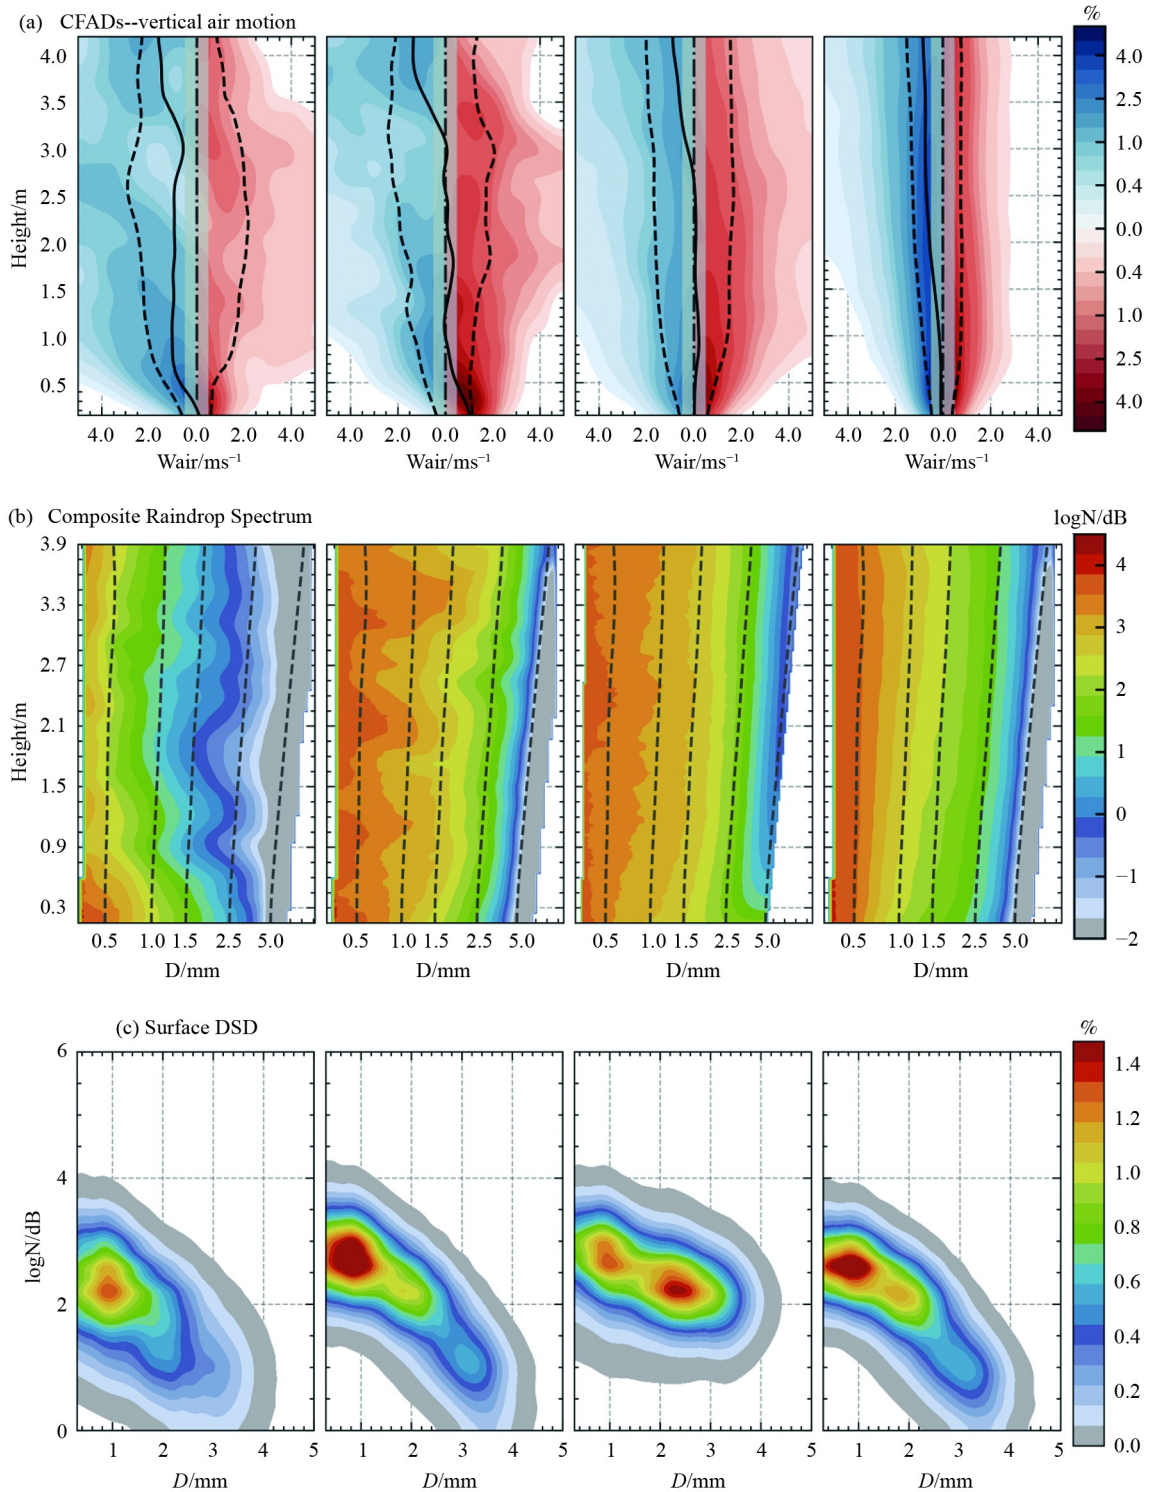 (a) CFADs--vertical air motion
%
4.0
3.5
3.0
2.5
2.0
1.5
1.0
0.5
Height/m
4.0 2.0 0.0 2.0 4.0
4.0 2.0 0.0 2.0 4.0
4.0 2.0 0.0 2.0 4.0
4.0 2.0 0.0 2.0 4.0
Wair/ms⁻¹
Wair/ms⁻¹
Wair/ms⁻¹
Wair/ms⁻¹
4.0
2.5
1.0
0.4
0.0
0.4
1.0
2.5
4.0
(b) Composite Raindrop Spectrum
logN/dB
3.9
3.3
2.7
2.1
1.5
0.9
0.3
Height/m
0.5 1.0 1.5 2.5 5.0
0.5 1.0 1.5 2.5 5.0
0.5 1.0 1.5 2.5 5.0
0.5 1.0 1.5 2.5 5.0
D/mm
D/mm
D/mm
D/mm
4
3
2
1
0
−1
−2
(c) Surface DSD
%
6
4
2
0
logN/dB
1 2 3 4 5
1 2 3 4 5
1 2 3 4 5
1 2 3 4 5
D/mm
D/mm
D/mm
D/mm
1.4
1.2
1.0
0.8
0.6
0.4
0.2
0.0